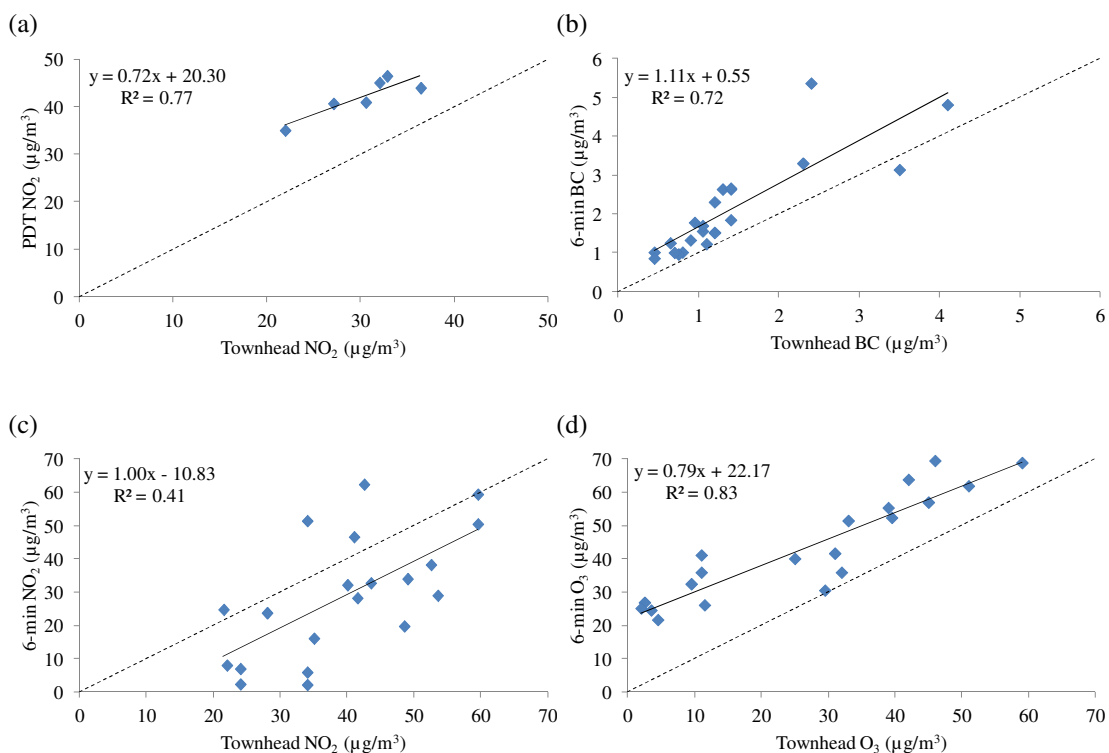 (a)
y = 0.72x + 20.30
R² = 0.77
PDT NO₂ (µg/m³)
50
40
30
20
10
0
0 10 20 30 40 50
Townhead NO₂ (µg/m³)
(b)
y = 1.11x + 0.55
R² = 0.72
6-min BC (µg/m³)
6
5
4
3
2
1
0
0 1 2 3 4 5 6
Townhead BC (µg/m³)
(c)
y = 1.00x - 10.83
R² = 0.41
6-min NO₂ (µg/m³)
70
60
50
40
30
20
10
0
0 10 20 30 40 50 60 70
Townhead NO₂ (µg/m³)
(d)
y = 0.79x + 22.17
R² = 0.83
6-min O₃ (µg/m³)
70
60
50
40
30
20
10
0
0 10 20 30 40 50 60 70
Townhead O₃ (µg/m³)